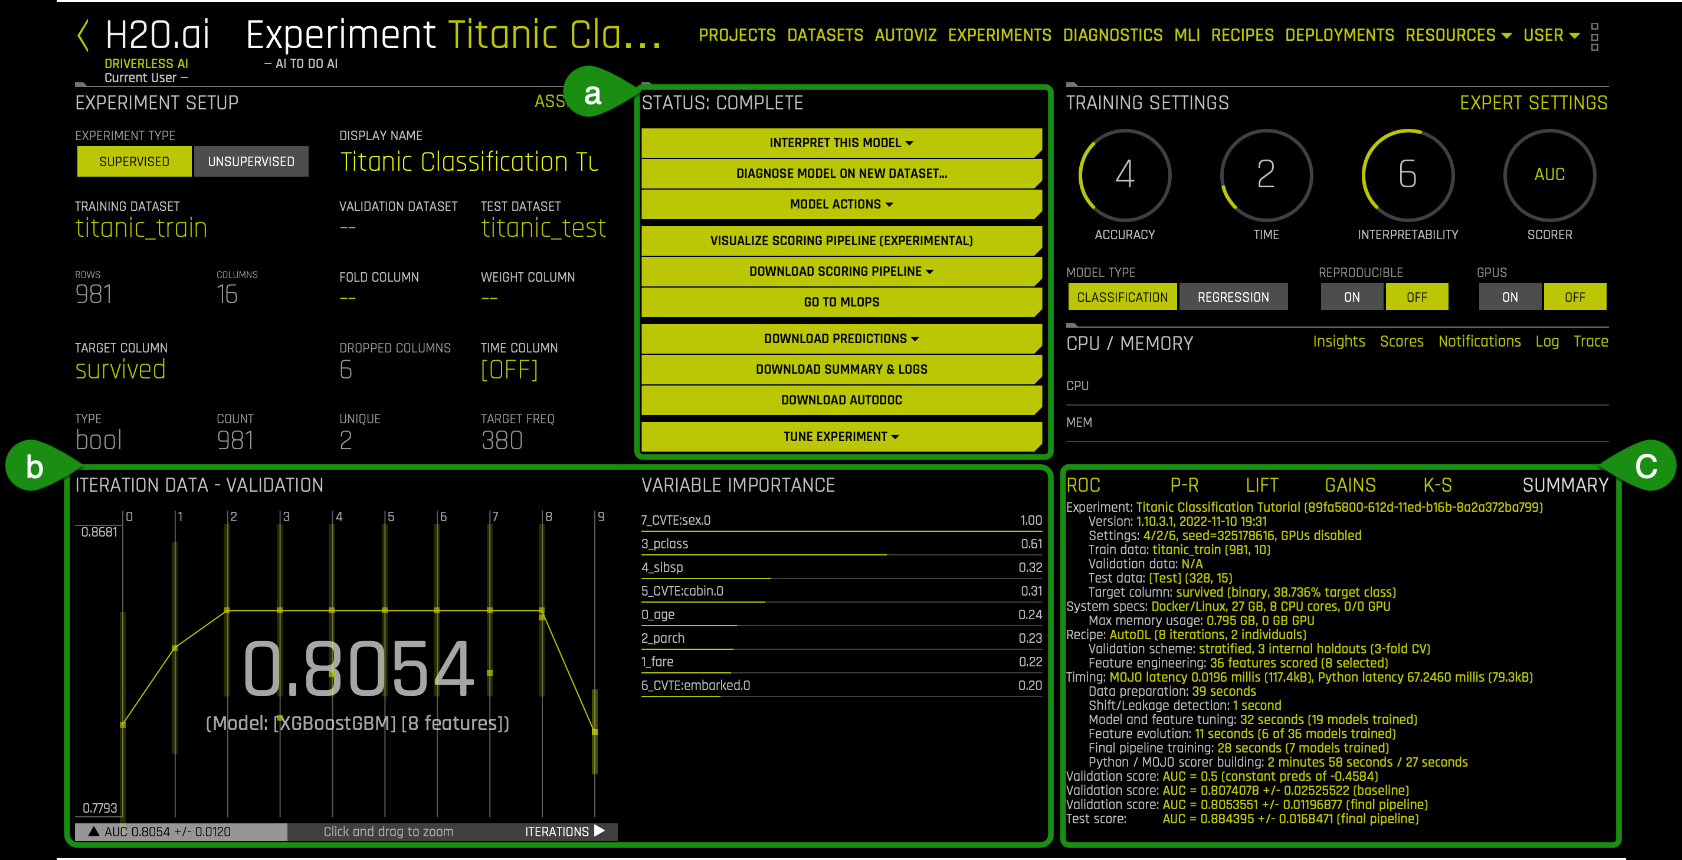 H2O.ai Experiment Titanic Cla...
DRIVERLESS AI — AI TO DO AI
Current User —
PROJECTS DATASETS AUTOVIZ EXPERIMENTS DIAGNOSTICS MLI RECIPES DEPLOYMENTS RESOURCES USER
EXPERIMENT SETUP ASS
EXPERIMENT TYPE DISPLAY NAME
SUPERVISED UNSUPERVISED Titanic Classification Tu
TRAINING DATASET VALIDATION DATASET TEST DATASET
titanic_train -- titanic_test
ROWS COLUMNS FOLD COLUMN WEIGHT COLUMN
981 16 -- --
TARGET COLUMN DROPPED COLUMNS TIME COLUMN
survived 6 [OFF]
TYPE COUNT UNIQUE TARGET FREQ
bool 981 2 380
a
STATUS: COMPLETE
INTERPRET THIS MODEL
DIAGNOSE MODEL ON NEW DATASET...
MODEL ACTIONS
VISUALIZE SCORING PIPELINE (EXPERIMENTAL)
DOWNLOAD SCORING PIPELINE
GO TO MLOPS
DOWNLOAD PREDICTIONS
DOWNLOAD SUMMARY & LOGS
DOWNLOAD AUTODOC
TUNE EXPERIMENT
TRAINING SETTINGS EXPERT SETTINGS
4 2 6 AUC
ACCURACY TIME INTERPRETABILITY SCORER
MODEL TYPE REPRODUCIBLE GPUS
CLASSIFICATION REGRESSION ON OFF ON OFF
CPU / MEMORY Insights Scores Notifications Log Trace
CPU
MEM
b
ITERATION DATA - VALIDATION
0 1 2 3 4 5 6 7 8 9
0.8681
0.8054
(Model: [XGBoostGBM] [8 features])
0.7793
AUC 0.8054 +/- 0.0120 Click and drag to zoom ITERATIONS
VARIABLE IMPORTANCE
7_CVTE:sex.0 1.00
3_pclass 0.61
4_sibsp 0.32
5_CVTE:cabin.0 0.31
0_age 0.24
2_parch 0.23
1_fare 0.22
6_CVTE:embarked.0 0.20
C
ROC P-R LIFT GAINS K-S SUMMARY
Experiment: Titanic Classification Tutorial (89fa5800-612d-11ed-b16b-8a2a372ba799)
Version: 1.10.3.1, 2022-11-10 19:31
Settings: 4/2/6, seed=325178616, GPUs disabled
Train data: titanic_train (981, 10)
Validation data: N/A
Test data: [Test] (328, 15)
Target column: survived (binary, 38.736% target class)
System specs: Docker/Linux, 27 GB, 8 CPU cores, 0/0 GPU
Max memory usage: 0.795 GB, 0 GB GPU
Recipe: AutoDL (8 iterations, 2 individuals)
Validation scheme: stratified, 3 internal holdouts (3-fold CV)
Feature engineering: 36 features scored (8 selected)
Timing: MOJO latency 0.0196 millis (117.4kB), Python latency 67.2460 millis (79.3kB)
Data preparation: 39 seconds
Shift/Leakage detection: 1 second
Model and feature tuning: 32 seconds (19 models trained)
Feature evolution: 11 seconds (6 of 36 models trained)
Final pipeline training: 28 seconds (7 models trained)
Python / MOJO scorer building: 2 minutes 58 seconds / 27 seconds
Validation score: AUC = 0.5 (constant preds of -0.4584)
Validation score: AUC = 0.8074078 +/- 0.02525522 (baseline)
Validation score: AUC = 0.8053551 +/- 0.01196877 (final pipeline)
Test score: AUC = 0.884395 +/- 0.0168471 (final pipeline)